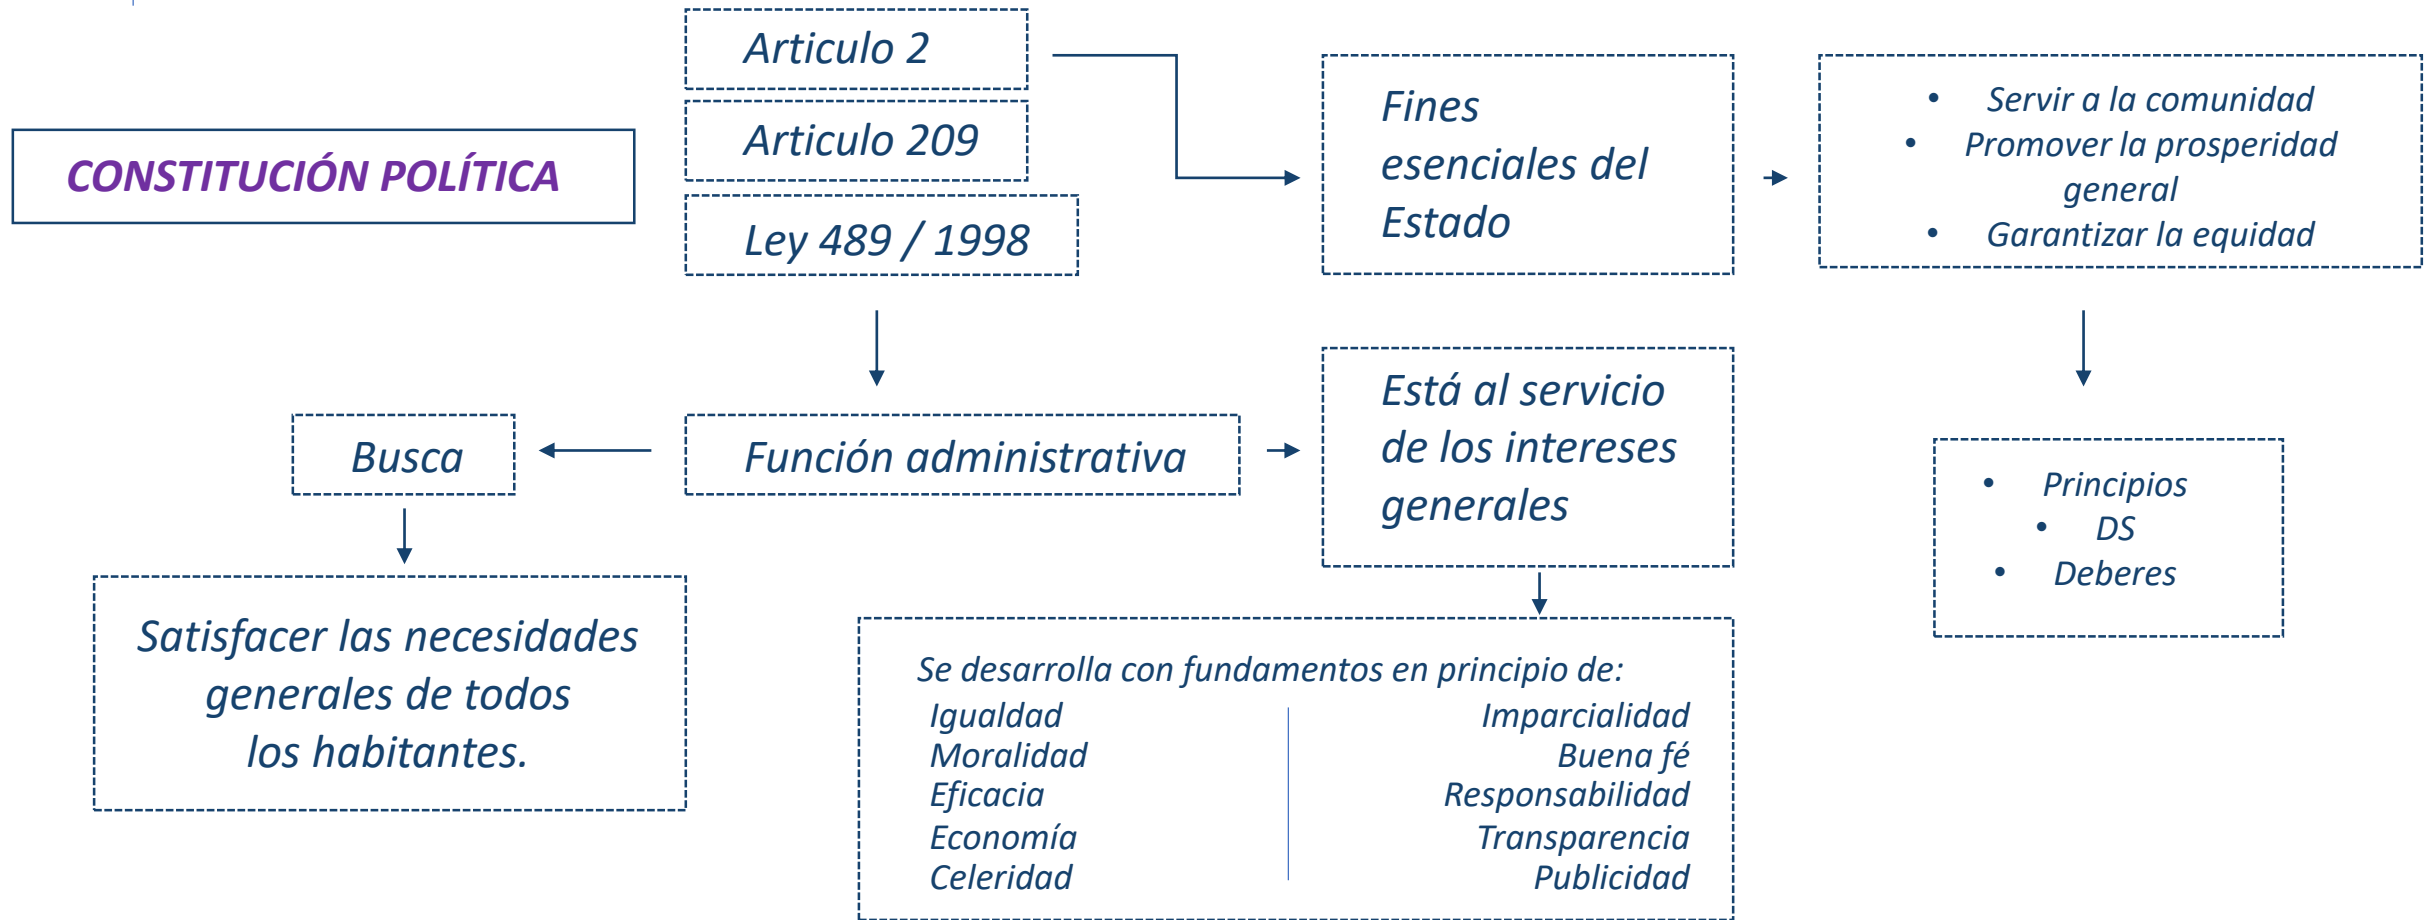 CONSTITUCIÓN POLÍTICA
Articulo 2
Articulo 209
Ley 489 / 1998
Fines
esenciales del
Estado
• Servir a la comunidad
• Promover la prosperidad
general
• Garantizar la equidad
Busca
Función administrativa
Está al servicio
de los intereses
generales
• Principios
• DS
• Deberes
Satisfacer las necesidades
generales de todos
los habitantes.
Se desarrolla con fundamentos en principio de:
Igualdad
Moralidad
Eficacia
Economía
Celeridad
Imparcialidad
Buena fé
Responsabilidad
Transparencia
Publicidad